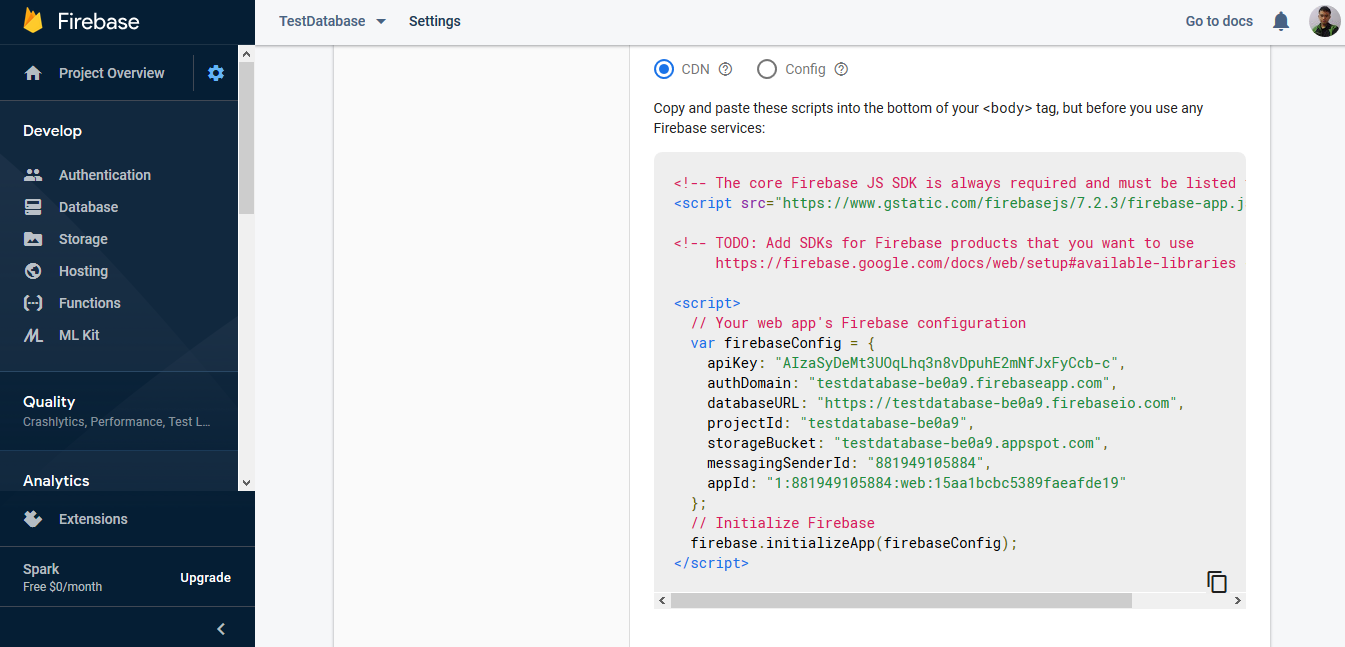 Firebase
TestDatabase
Settings
Go to docs
Project Overview
Develop
Authentication
Database
Storage
Hosting
Functions
ML Kit
Quality
Crashlytics, Performance, Test L...
Analytics
Extensions
Spark
Free $0/month
Upgrade
CDN
Config
Copy and paste these scripts into the bottom of your <body> tag, but before you use any
Firebase services:
<!-- The core Firebase JS SDK is always required and must be listed
<script src="https://www.gstatic.com/firebasejs/7.2.3/firebase-app.j
<!-- TODO: Add SDKs for Firebase products that you want to use
https://firebase.google.com/docs/web/setup#available-libraries
<script>
// Your web app's Firebase configuration
var firebaseConfig = {
apiKey: "AIzaSyDeMt3UOqLhq3n8vDpuhE2mNfJxFyCcb-c",
authDomain: "testdatabase-be0a9.firebaseapp.com",
databaseURL: "https://testdatabase-be0a9.firebaseio.com",
projectId: "testdatabase-be0a9",
storageBucket: "testdatabase-be0a9.appspot.com",
messagingSenderId: "881949105884",
appId: "1:881949105884:web:15aa1bcbc5389faeafde19"
};
// Initialize Firebase
firebase.initializeApp(firebaseConfig);
</script>